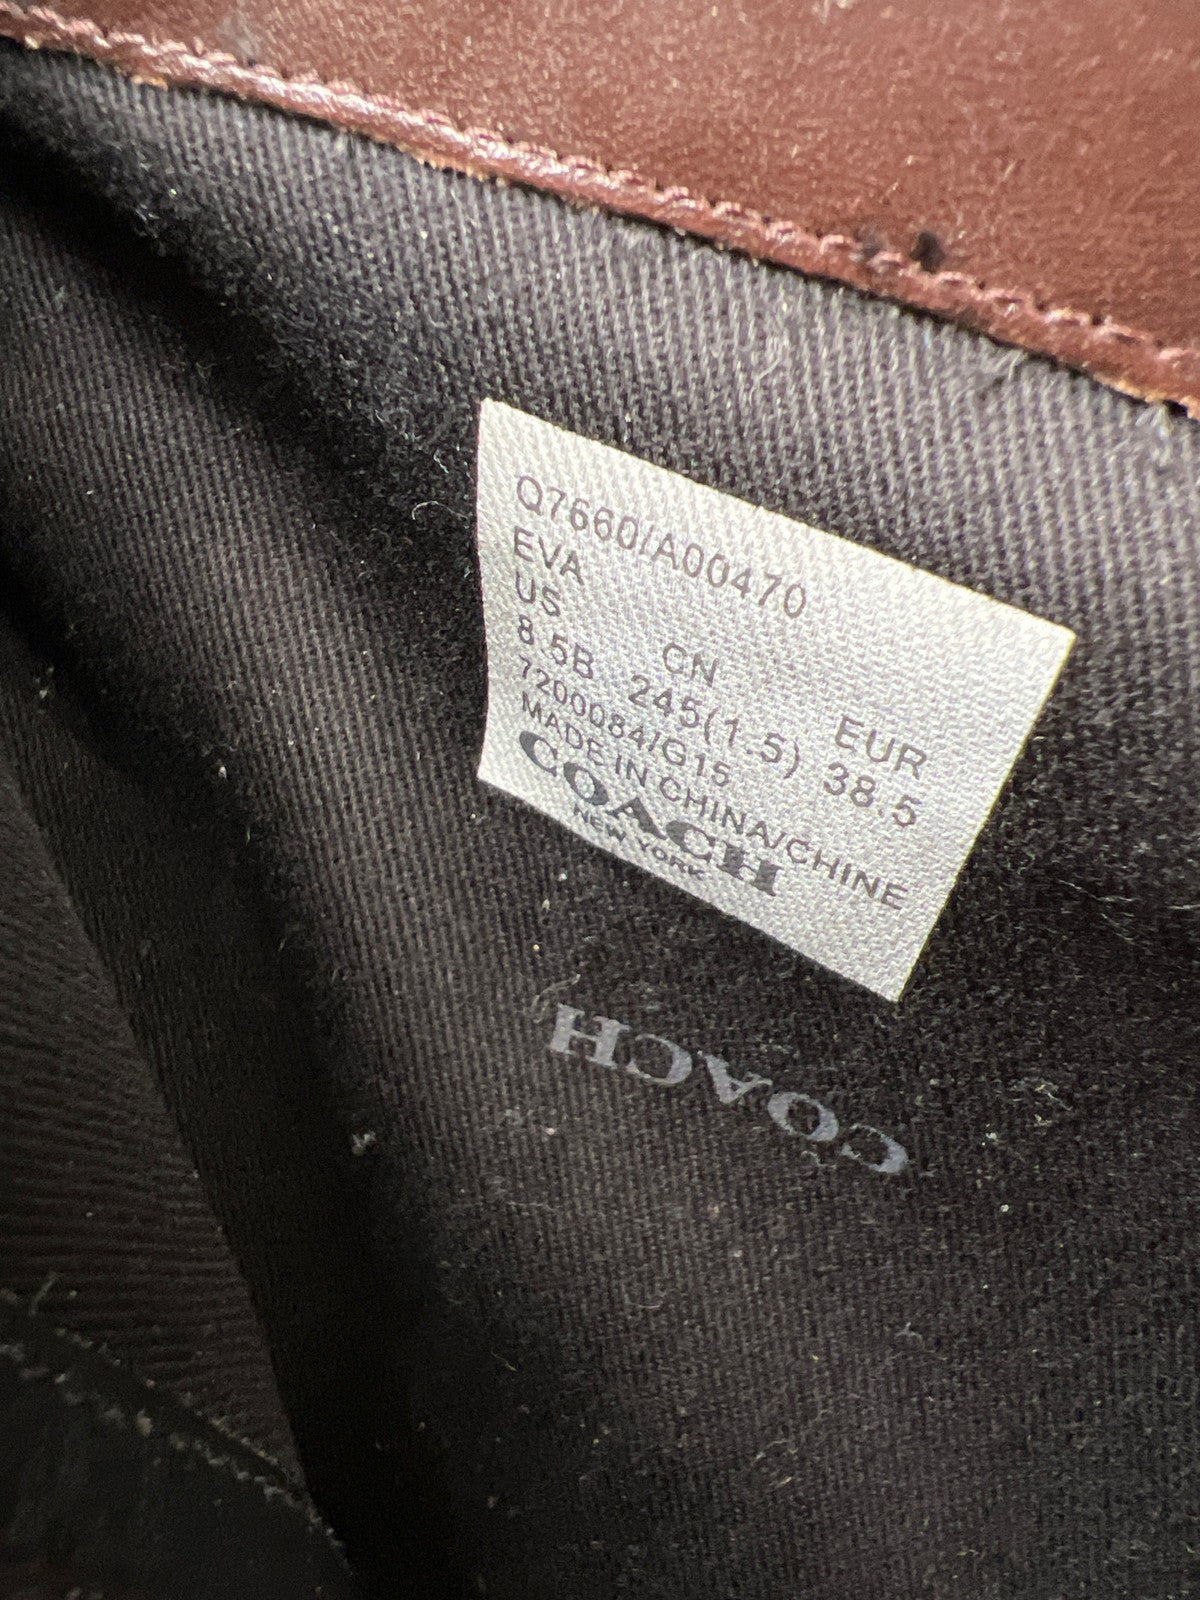 Q7660/A00470
EVA
US CN EUR
8.5B 245(1.5) 38.5
7200084/G15
MADE IN CHINA/CHINE
COACH
NEW YORK
COACH